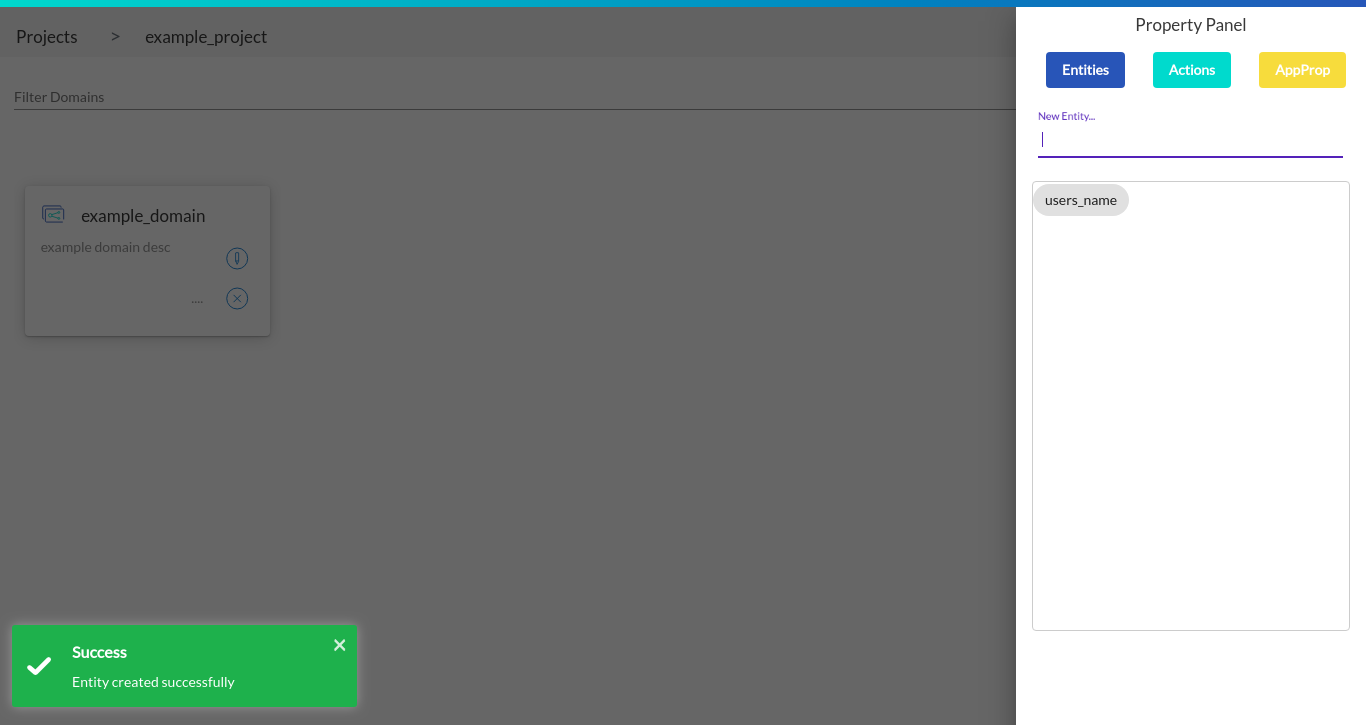 Projects > example_project
Filter Domains
example_domain
example domain desc
....
Success
Entity created successfully
Property Panel
Entities Actions AppProp
New Entity...
users_name